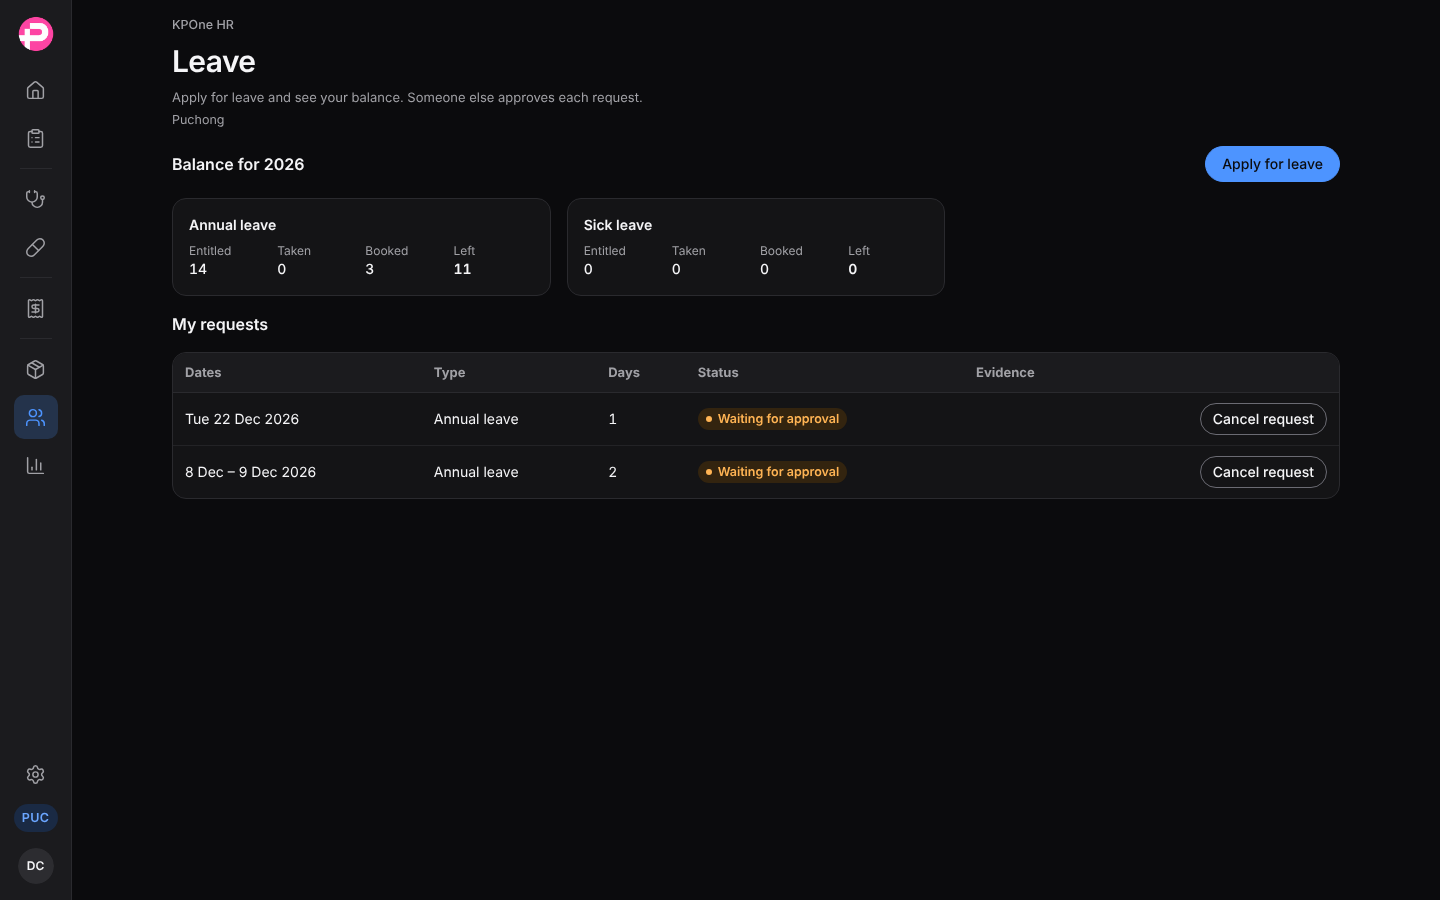 KPOne HR
Leave
Apply for leave and see your balance. Someone else approves each request.
Puchong
Balance for 2026
Apply for leave
Annual leave
Entitled Taken Booked Left
14 0 3 11
Sick leave
Entitled Taken Booked Left
0 0 0 0
My requests
Dates Type Days Status Evidence
Tue 22 Dec 2026 Annual leave 1 Waiting for approval Cancel request
8 Dec – 9 Dec 2026 Annual leave 2 Waiting for approval Cancel request
PUC
DC